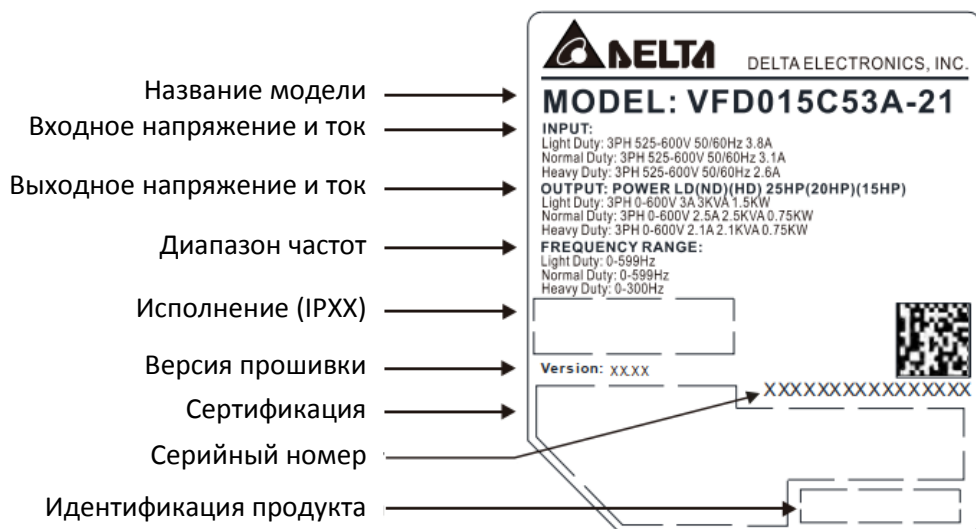 Название модели
Входное напряжение и ток
Выходное напряжение и ток
Диапазон частот
Исполнение (IPXX)
Версия прошивки
Сертификация
Серийный номер
Идентификация продукта
DELTA DELTA ELECTRONICS, INC.
MODEL: VFD015C53A-21
INPUT:
Light Duty: 3PH 525-600V 50/60Hz 3.8A
Normal Duty: 3PH 525-600V 50/60Hz 3.1A
Heavy Duty: 3PH 525-600V 50/60Hz 2.6A
OUTPUT: POWER LD(ND)(HD) 25HP(20HP)(15HP)
Light Duty: 3PH 0-600V 3A 3KVA 1.5KW
Normal Duty: 3PH 0-600V 2.5A 2.5KVA 0.75KW
Heavy Duty: 3PH 0-600V 2.1A 2.1KVA 0.75KW
FREQUENCY RANGE:
Light Duty: 0-599Hz
Normal Duty: 0-599Hz
Heavy Duty: 0-300Hz
Version: XX.XX
XXXXXXXXXXXXXXXX